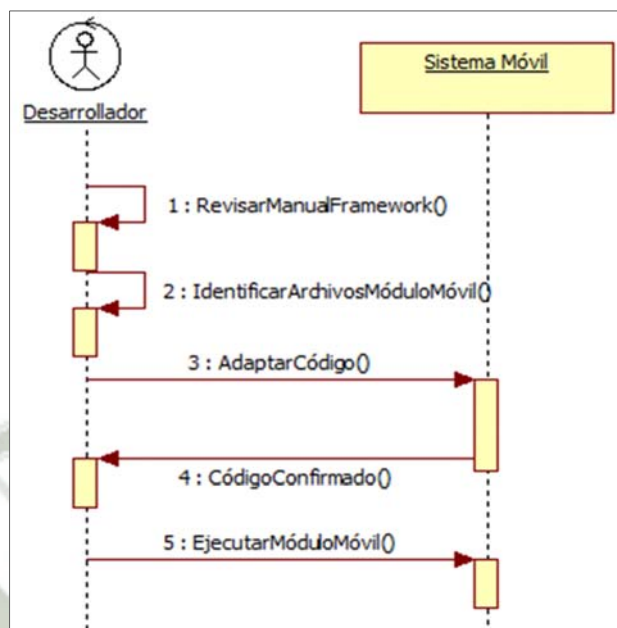 Desarrollador
Sistema Móvil
1 : RevisarManualFramework()
2 : IdentificarArchivosMóduloMóvil()
3 : AdaptarCódigo()
4 : CódigoConfirmado()
5 : EjecutarMóduloMóvil()